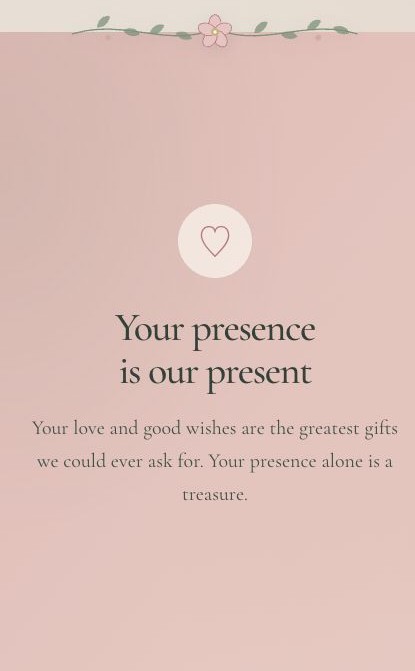 Your presence
is our present
Your love and good wishes are the greatest gifts
we could ever ask for. Your presence alone is a
treasure.